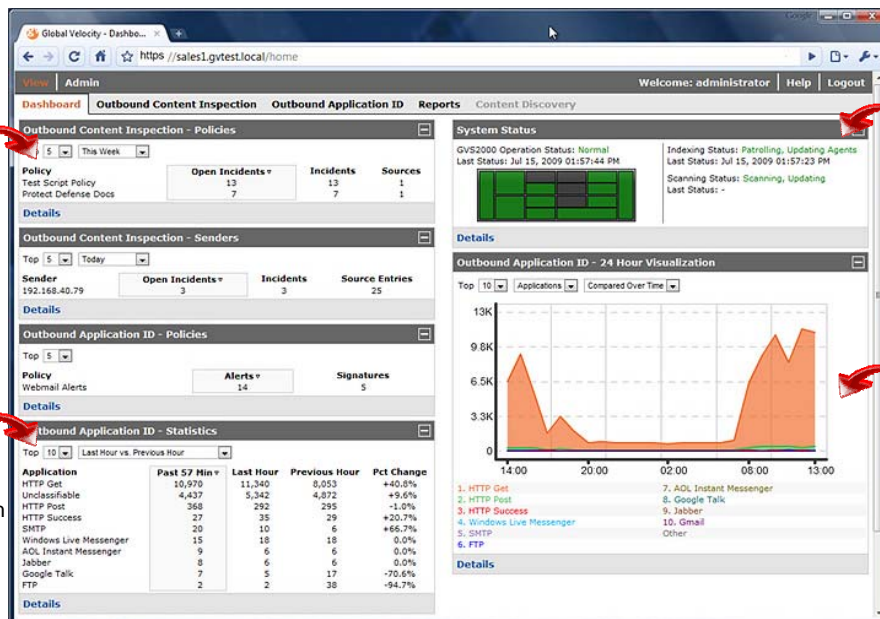 Google
Global Velocity - Dashbo...
https://sales1.gvtest.local/home
View Admin Welcome: administrator Help Logout
Dashboard Outbound Content Inspection Outbound Application ID Reports Content Discovery
Outbound Content Inspection - Policies
5 This Week
Policy Open Incidents Incidents Sources
Test Script Policy 13 13 1
Protect Defense Docs 7 7 1
Details
Outbound Content Inspection - Senders
Top 5 Today
Sender Open Incidents Incidents Source Entries
192.168.40.79 3 3 25
Details
Outbound Application ID - Policies
Top 5
Policy Alerts Signatures
Webmail Alerts 14 5
Details
utbound Application ID - Statistics
Top 10 Last Hour vs. Previous Hour
Application Past 57 Min Last Hour Previous Hour Pct Change
HTTP Get 10,970 11,340 8,053 +40.8%
Unclassifiable 4,437 5,342 4,872 +9.6%
HTTP Post 368 292 295 -1.0%
HTTP Success 27 35 29 +20.7%
SMTP 20 10 6 +66.7%
Windows Live Messenger 15 18 18 0.0%
AOL Instant Messenger 9 6 6 0.0%
Jabber 8 6 6 0.0%
Google Talk 7 5 17 -70.6%
FTP 2 2 38 -94.7%
Details
System Status
GVS2000 Operation Status: Normal
Last Status: Jul 15, 2009 01:57:44 PM
Indexing Status: Patrolling, Updating Agents
Last Status: Jul 15, 2009 01:57:23 PM
Scanning Status: Scanning, Updating
Last Status: -
Details
Outbound Application ID - 24 Hour Visualization
Top 10 Applications Compared Over Time
13K
9.8K
6.5K
3.3K
0
14:00 20:00 02:00 08:00 13:00
1. HTTP Get
2. HTTP Post
3. HTTP Success
4. Windows Live Messenger
5. SMTP
6. FTP
7. AOL Instant Messenger
8. Google Talk
9. Jabber
10. Gmail
Other
Details
n